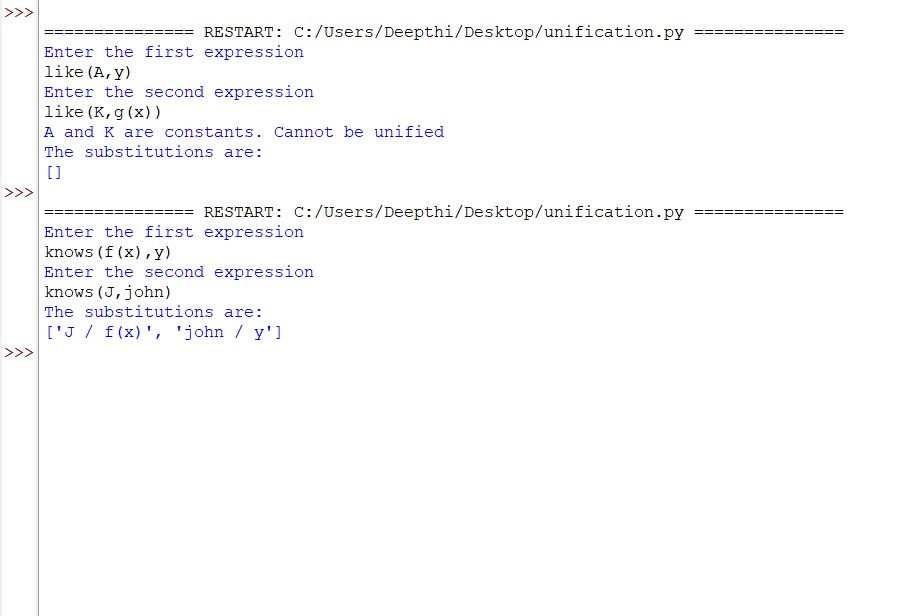 >>>
=============== RESTART: C:/Users/Deepthi/Desktop/unification.py ===============
Enter the first expression
like(A,y)
Enter the second expression
like(K,g(x))
A and K are constants. Cannot be unified
The substitutions are:
[]
>>>
=============== RESTART: C:/Users/Deepthi/Desktop/unification.py ===============
Enter the first expression
knows(f(x),y)
Enter the second expression
knows(J,john)
The substitutions are:
['J / f(x)', 'john / y']
>>>